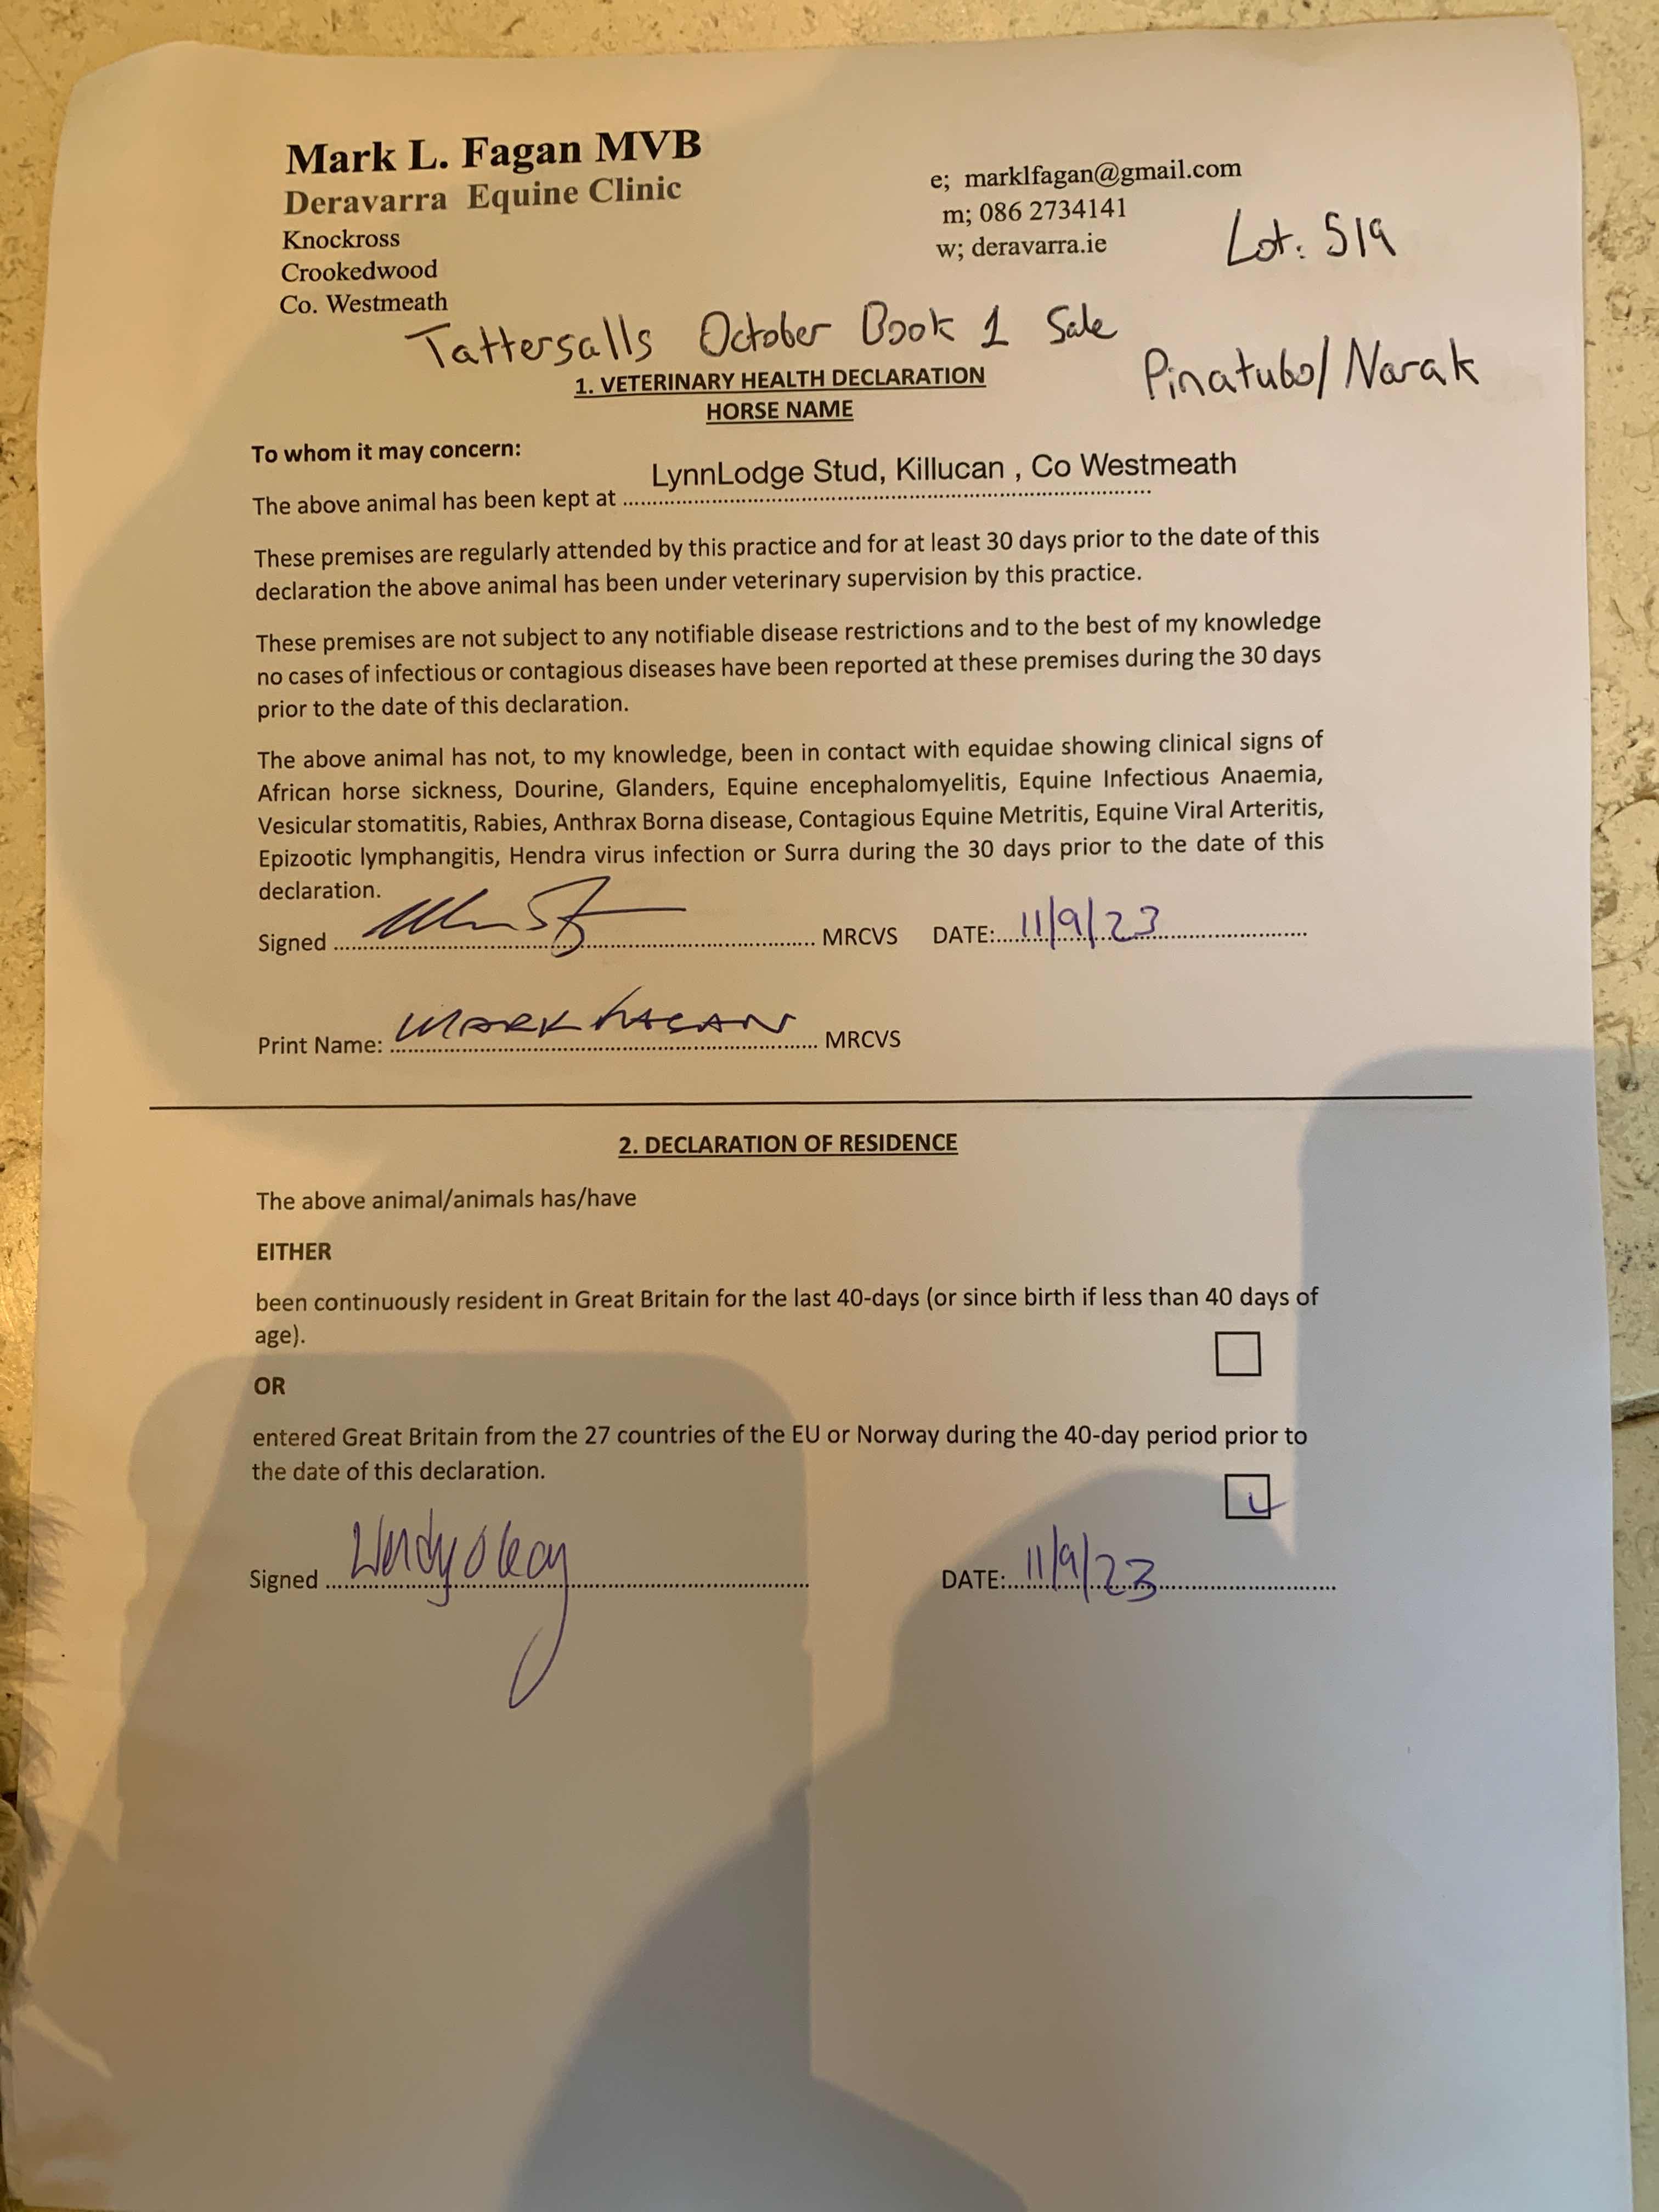 Mark L. Fagan MVB
Deravarra Equine Clinic
Knockross
Crookedwood
Co. Westmeath
e; marklfagan@gmail.com
m; 086 2734141
w; deravarra.ie
Lot: 519
Tattersalls October Book 1 Sale
Pinatubo/Narak
1. VETERINARY HEALTH DECLARATION
HORSE NAME
To whom it may concern:
The above animal has been kept at LynnLodge Stud, Killucan , Co Westmeath
These premises are regularly attended by this practice and for at least 30 days prior to the date of this
declaration the above animal has been under veterinary supervision by this practice.
These premises are not subject to any notifiable disease restrictions and to the best of my knowledge
no cases of infectious or contagious diseases have been reported at these premises during the 30 days
prior to the date of this declaration.
The above animal has not, to my knowledge, been in contact with equidae showing clinical signs of
African horse sickness, Dourine, Glanders, Equine encephalomyelitis, Equine Infectious Anaemia,
Vesicular stomatitis, Rabies, Anthrax Borna disease, Contagious Equine Metritis, Equine Viral Arteritis,
Epizootic lymphangitis, Hendra virus infection or Surra during the 30 days prior to the date of this
declaration.
Signed MRCVS DATE: 11/9/23
Print Name: MARK FAGAN MRCVS
2. DECLARATION OF RESIDENCE
The above animal/animals has/have
EITHER
been continuously resident in Great Britain for the last 40-days (or since birth if less than 40 days of
age).
OR
entered Great Britain from the 27 countries of the EU or Norway during the 40-day period prior to
the date of this declaration.
Signed DATE: 11/9/23